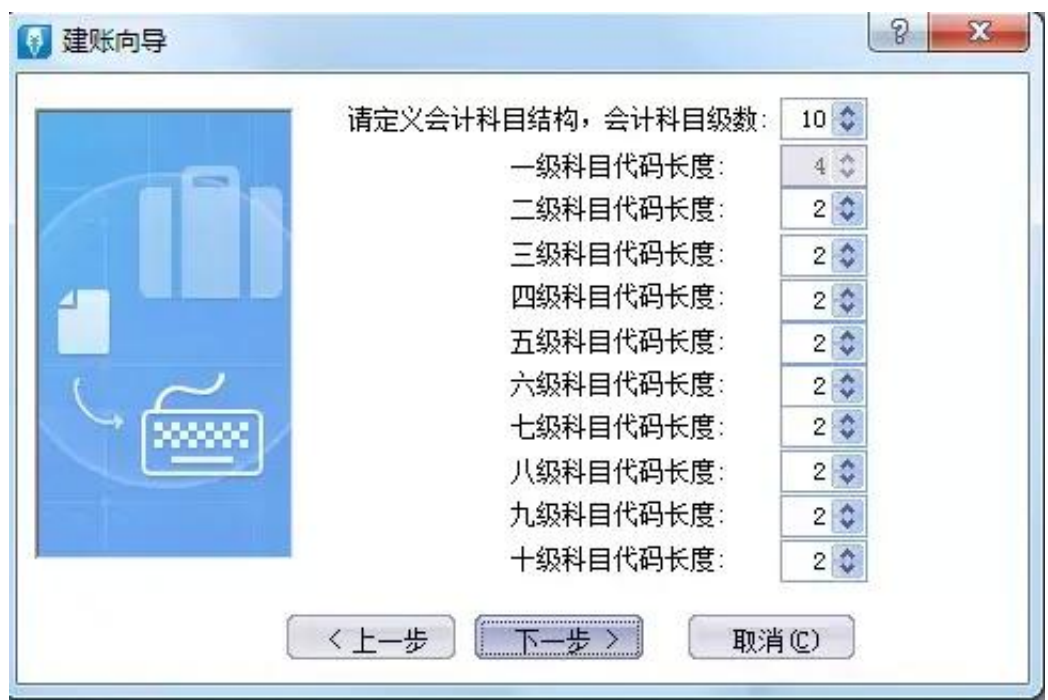 建账向导
请定义会计科目结构，会计科目级数: 10
一级科目代码长度: 4
二级科目代码长度: 2
三级科目代码长度: 2
四级科目代码长度: 2
五级科目代码长度: 2
六级科目代码长度: 2
七级科目代码长度: 2
八级科目代码长度: 2
九级科目代码长度: 2
十级科目代码长度: 2
<上一步 下一步> 取消(C)